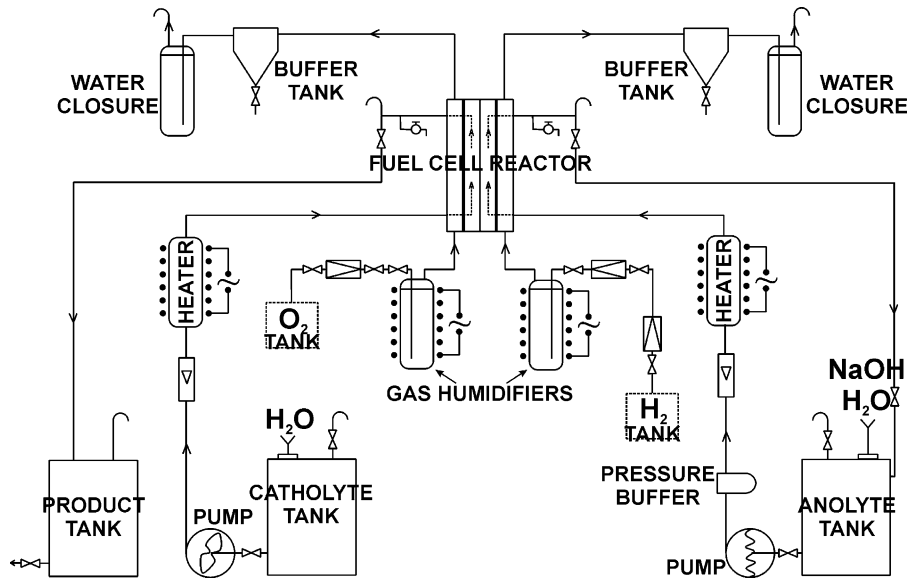 WATER
CLOSURE
BUFFER
TANK
BUFFER
TANK
WATER
CLOSURE
FUEL CELL REACTOR
HEATER
HEATER
O₂
TANK
GAS HUMIDIFIERS
H₂
TANK
NaOH
H₂O
H₂O
PRODUCT
TANK
PUMP
CATHOLYTE
TANK
PRESSURE
BUFFER
PUMP
ANOLYTE
TANK